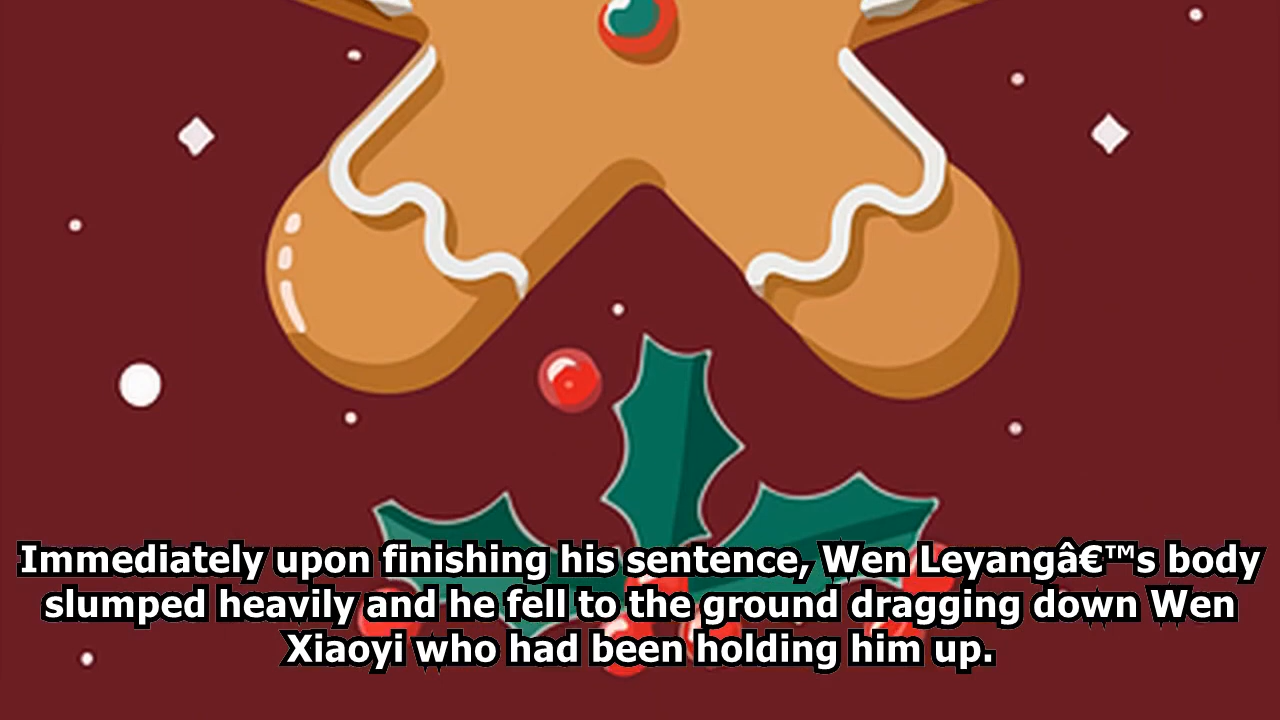 Immediately upon finishing his sentence, Wen Leyangâ€™s body
slumped heavily and he fell to the ground dragging down Wen
Xiaoyi who had been holding him up.